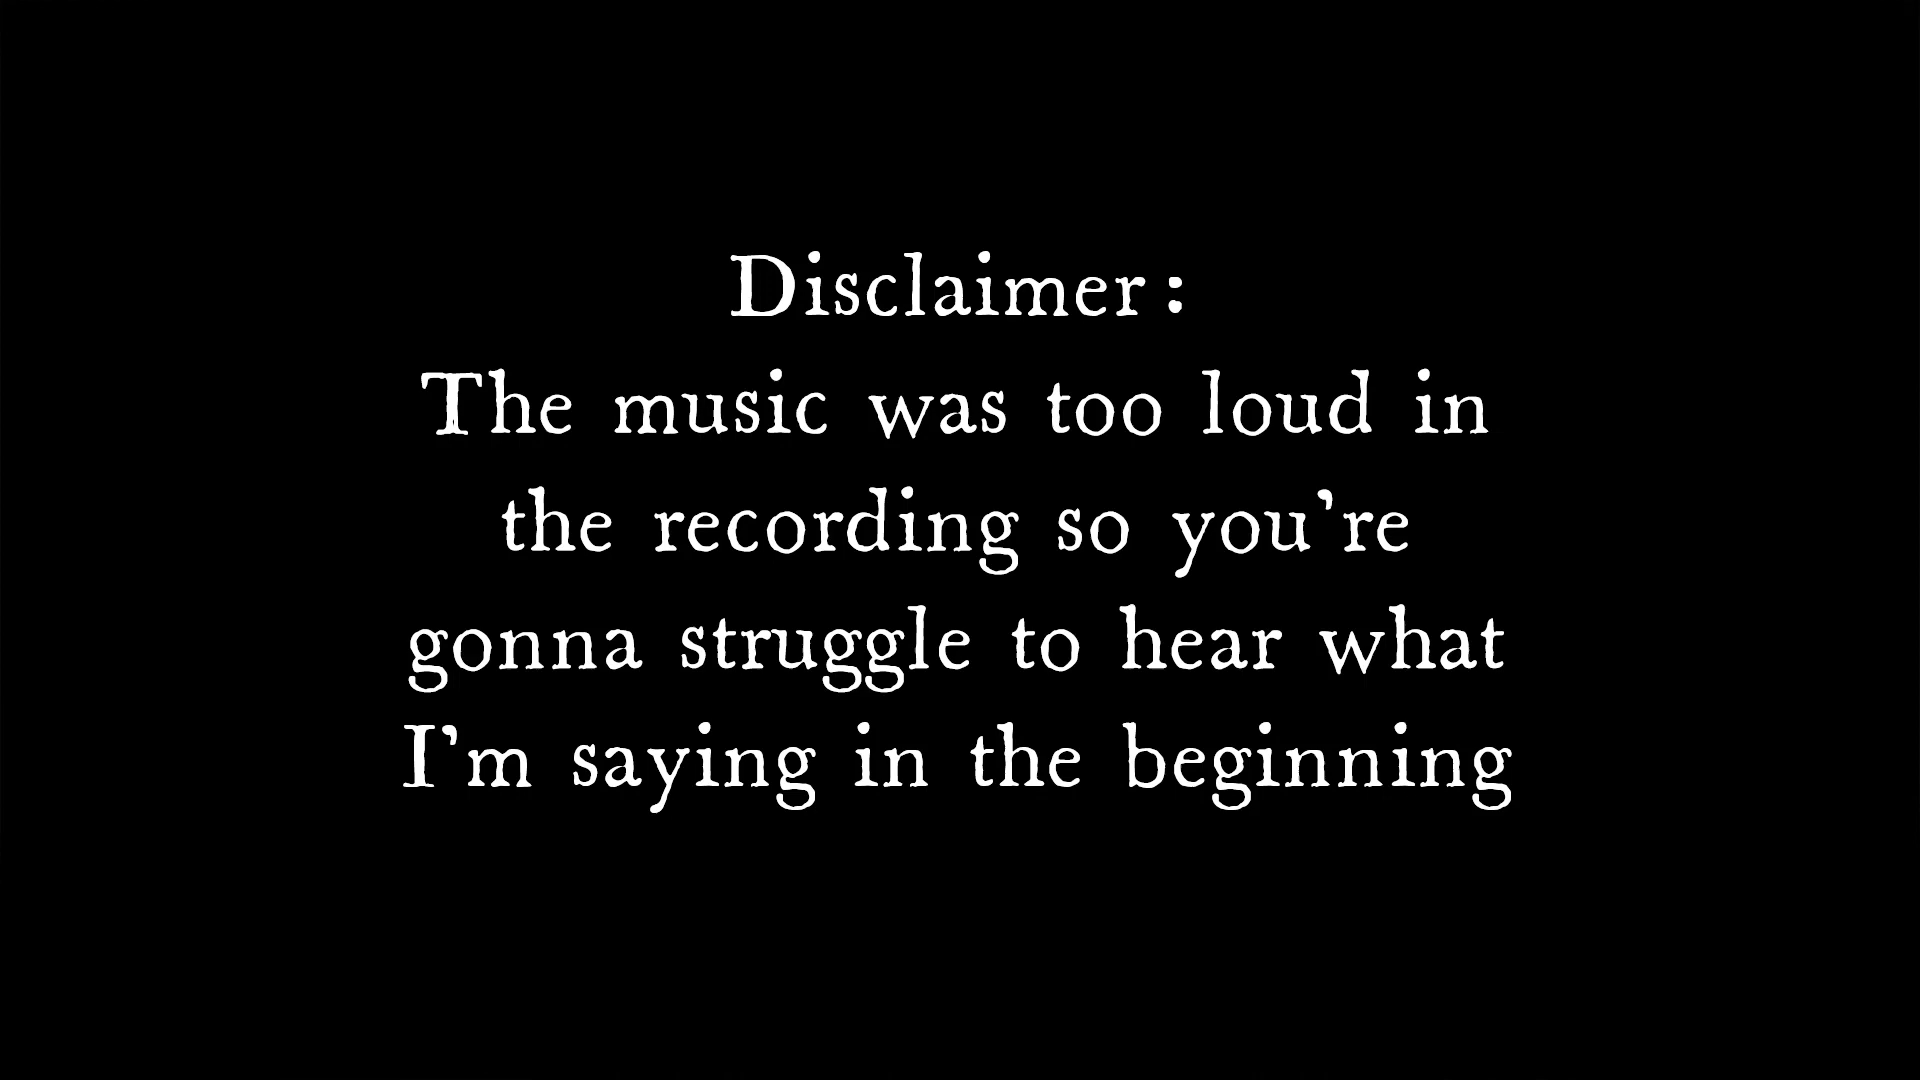 Disclaimer:
The music was too loud in
the recording so you're
gonna struggle to hear what
I'm saying in the beginning